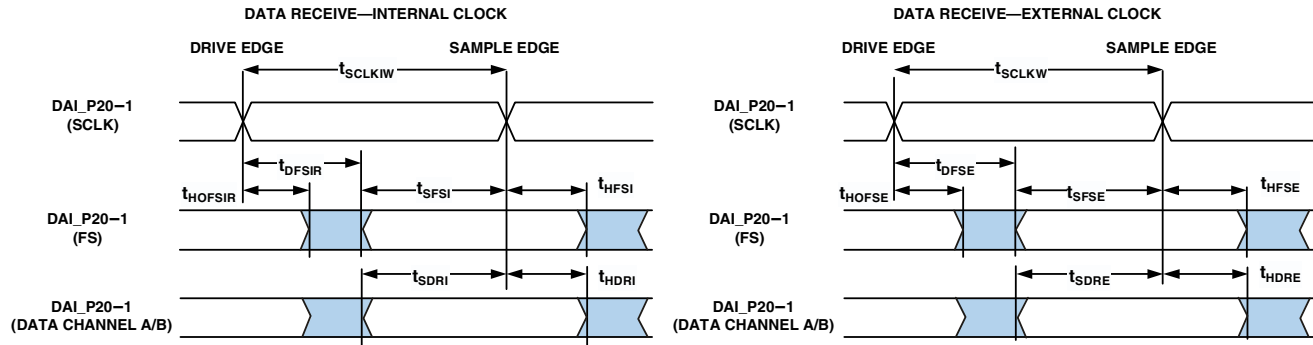 DATA RECEIVE—INTERNAL CLOCK
DRIVE EDGE SAMPLE EDGE
tSCLKIW
DAI_P20–1
(SCLK)
tDFSIR
tHOFSIR tSFSI tHFSI
DAI_P20–1
(FS)
tSDRI tHDRI
DAI_P20–1
(DATA CHANNEL A/B)
DATA RECEIVE—EXTERNAL CLOCK
DRIVE EDGE SAMPLE EDGE
tSCLKW
DAI_P20–1
(SCLK)
tDFSE
tHOFSE tSFSE tHFSE
DAI_P20–1
(FS)
tSDRE tHDRE
DAI_P20–1
(DATA CHANNEL A/B)